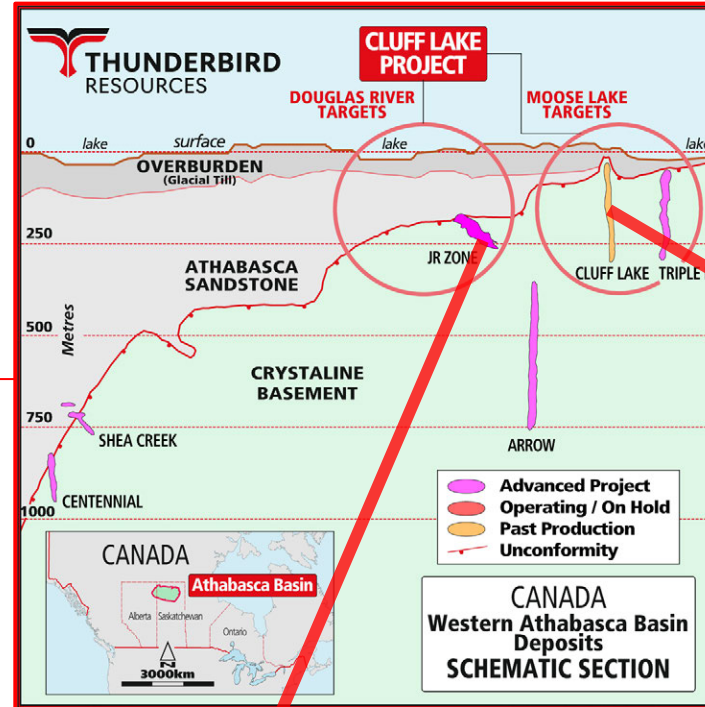 THUNDERBIRD
RESOURCES
CLUFF LAKE
PROJECT
DOUGLAS RIVER
TARGETS
MOOSE LAKE
TARGETS
0
lake
surface
lake
lake
OVERBURDEN
(Glacial Till)
250
JR ZONE
CLUFF LAKE
TRIPLE
ATHABASCA
SANDSTONE
Metres
500
CRYSTALINE
BASEMENT
750
SHEA CREEK
ARROW
CENTENNIAL
1000
Advanced Project
Operating / On Hold
Past Production
Unconformity
CANADA
Athabasca Basin
Alberta
Saskatchewan
Ontario
N
3000km
CANADA
Western Athabasca Basin
Deposits
SCHEMATIC SECTION